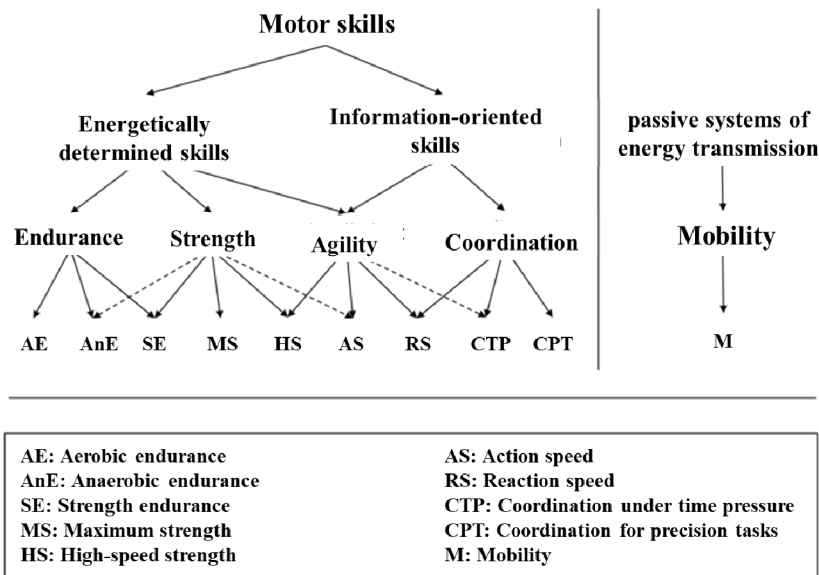 Motor skills
Energetically
determined skills
Information-oriented
skills
passive systems of
energy transmission
Endurance
Strength
Agility
Coordination
Mobility
AE
AnE
SE
MS
HS
AS
RS
CTP
CPT
M
AE: Aerobic endurance
AnE: Anaerobic endurance
SE: Strength endurance
MS: Maximum strength
HS: High-speed strength
AS: Action speed
RS: Reaction speed
CTP: Coordination under time pressure
CPT: Coordination for precision tasks
M: Mobility